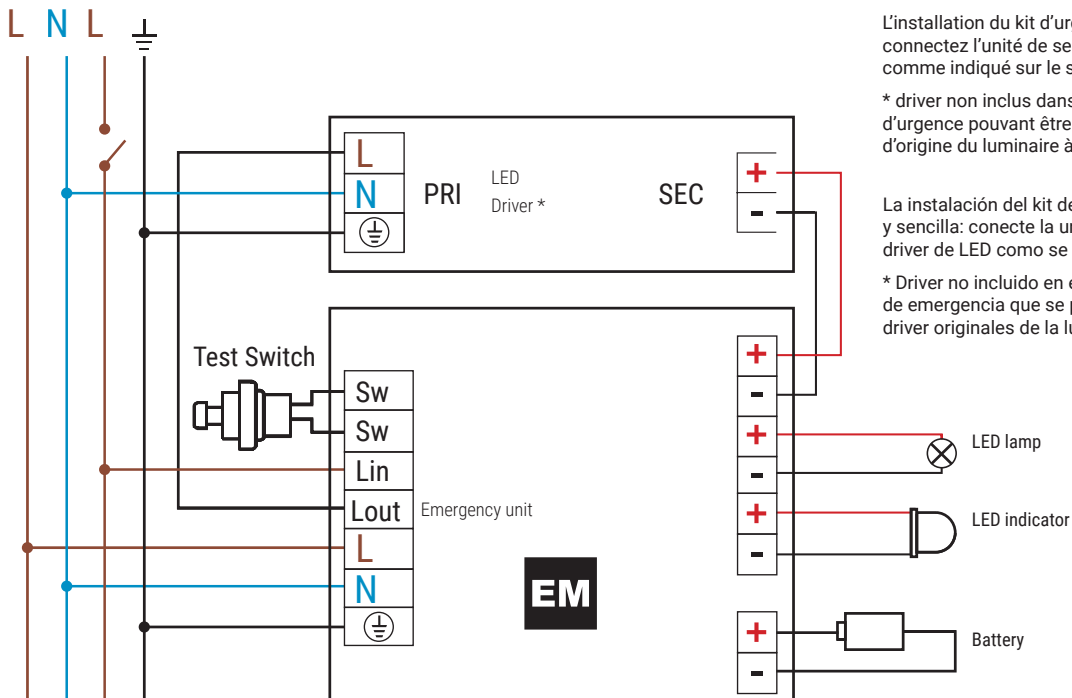 L N L
L'installation du kit d'ur
connectez l'unité de se
comme indiqué sur le s
* driver non inclus dans
d'urgence pouvant être
d'origine du luminaire à
La instalación del kit de
y sencilla: conecte la u
driver de LED como se
* Driver no incluido en e
de emergencia que se p
driver originales de la lu
L
N
PRI
LED
Driver *
SEC
+
-
Test Switch
Sw
Sw
Lin
Lout
L
N
Emergency unit
EM
+
-
+
-
LED lamp
+
-
LED indicator
+
-
Battery